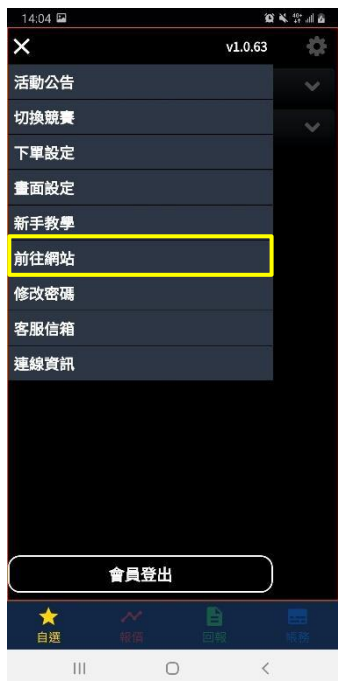 14:04
v1.0.63
活動公告
切換競賽
下單設定
畫面設定
新手教學
前往網站
修改密碼
客服信箱
連線資訊
會員登出
自選
報價
回報
帳務